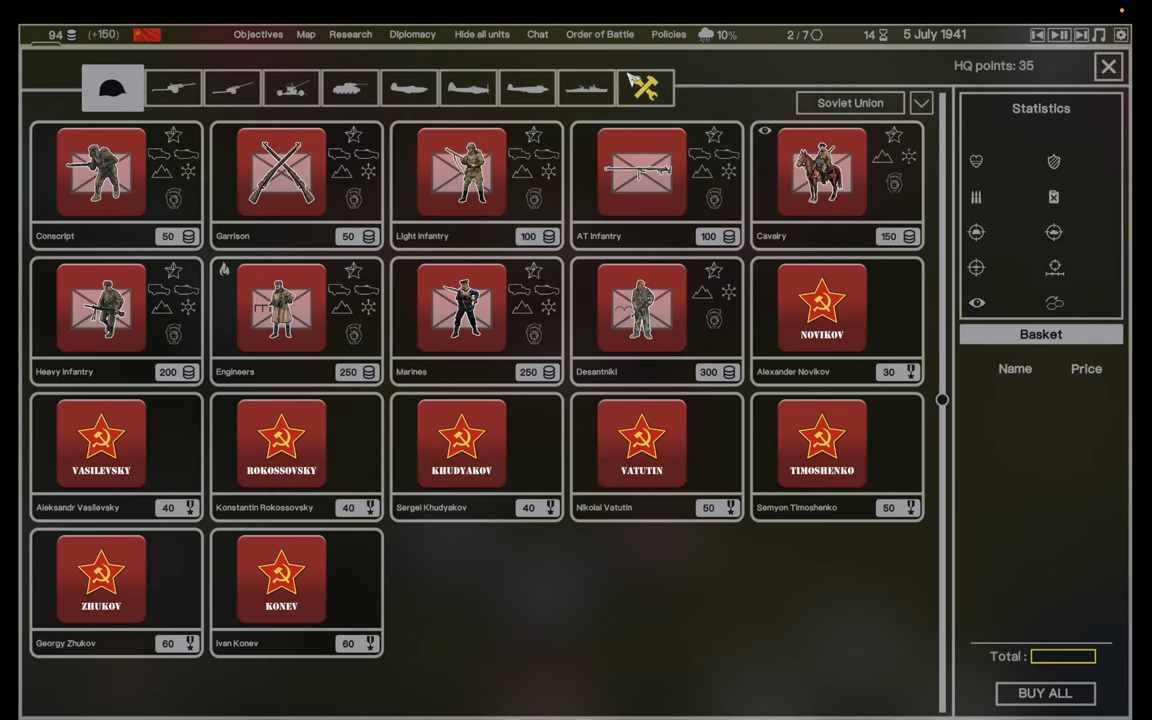 94 (+150) Objectives Map Research Diplomacy Hide all units Chat Order of Battle Policies 10% 2 / 7 14 5 July 1941
HQ points: 35
Soviet Union
Statistics
Conscript 50 Garrison 50 Light Infantry 100 AT Infantry 100 Cavalry 150
NOVIKOV
Basket
Heavy Infantry 200 Engineers 250 Marines 250 Desantniki 300 Alexander Novikov 30
Name Price
VASILEVSKY ROKOSSOVSKY KHUDYAKOV VATUTIN TIMOSHENKO
Aleksandr Vasilevsky 40 Konstantin Rokossovsky 40 Sergei Khudyakov 40 Nikolai Vatutin 50 Semyon Timoshenko 50
ZHUKOV KONEV
Georgy Zhukov 60 Ivan Konev 60
Total :
BUY ALL